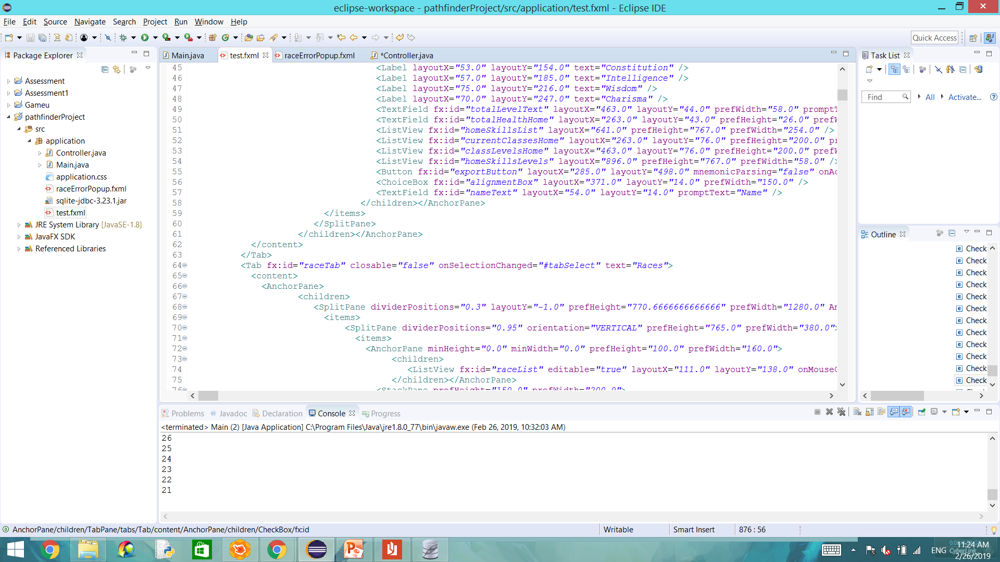 eclipse-workspace - pathfinderProject/src/application/test.fxml - Eclipse IDE
File Edit Source Navigate Search Project Run Window Help
Quick Access
Package Explorer
Assessment
Assessment1
Gameu
pathfinderProject
src
application
Controller.java
Main.java
application.css
raceErrorPopup.fxml
sqlite-jdbc-3.23.1.jar
test.fxml
JRE System Library [JavaSE-1.8]
JavaFX SDK
Referenced Libraries
Main.java test.fxml raceErrorPopup.fxml *Controller.java
45 <Label layoutX="53.0" layoutY="154.0" text="Constitution" />
46 <Label layoutX="57.0" layoutY="185.0" text="Intelligence" />
47 <Label layoutX="75.0" layoutY="216.0" text="Wisdom" />
48 <Label layoutX="70.0" layoutY="247.0" text="Charisma" />
49 <TextField fx:id="totalLevelText" layoutX="463.0" layoutY="44.0" prefWidth="58.0" prompt
50 <TextField fx:id="totalHealthHome" layoutX="263.0" layoutY="43.0" prefHeight="26.0" pref
51 <ListView fx:id="homeSkillsList" layoutX="641.0" prefHeight="767.0" prefWidth="254.0" />
52 <ListView fx:id="currentClassesHome" layoutX="263.0" layoutY="76.0" prefHeight="200.0" pr
53 <ListView fx:id="classLevelsHome" layoutX="463.0" layoutY="76.0" prefHeight="200.0" pref
54 <ListView fx:id="homeSkillsLevels" layoutX="896.0" prefHeight="767.0" prefWidth="58.0" />
55 <Button fx:id="exportButton" layoutX="285.0" layoutY="498.0" mnemonicParsing="false" onAc
56 <ChoiceBox fx:id="alignmentBox" layoutX="371.0" layoutY="14.0" prefWidth="150.0" />
57 <TextField fx:id="nameText" layoutX="54.0" layoutY="14.0" promptText="Name" />
58 </children></AnchorPane>
59 </items>
60 </SplitPane>
61 </children></AnchorPane>
62 </content>
63 </Tab>
64 <Tab fx:id="raceTab" closable="false" onSelectionChanged="#tabSelect" text="Races">
65 <content>
66 <AnchorPane>
67 <children>
68 <SplitPane dividerPositions="0.3" layoutY="-1.0" prefHeight="770.6666666666666" prefWidth="1280.0" An
69 <items>
70 <SplitPane dividerPositions="0.95" orientation="VERTICAL" prefHeight="765.0" prefWidth="380.0">
71 <items>
72 <AnchorPane minHeight="0.0" minWidth="0.0" prefHeight="100.0" prefWidth="160.0">
73 <children>
74 <ListView fx:id="raceList" editable="true" layoutX="111.0" layoutY="138.0" onMouseC
75 </children></AnchorPane>
76 <StackPane prefHeight="150.0" prefWidth="200.0">
Task List
Find All Activate...
Outline
Check
Check
Check
Check
Check
Check
Check
Check
Check
Check
Check
Check
Problems Javadoc Declaration Console Progress
<terminated> Main (2) [Java Application] C:\Program Files\Java\jre1.8.0_77\bin\javaw.exe (Feb 26, 2019, 10:32:03 AM)
26
25
24
23
22
21
AnchorPane/children/TabPane/tabs/Tab/content/AnchorPane/children/CheckBox/fx:id
Writable Smart Insert 876 : 56
ENG 11:24 AM
CyberLink
2/26/2019